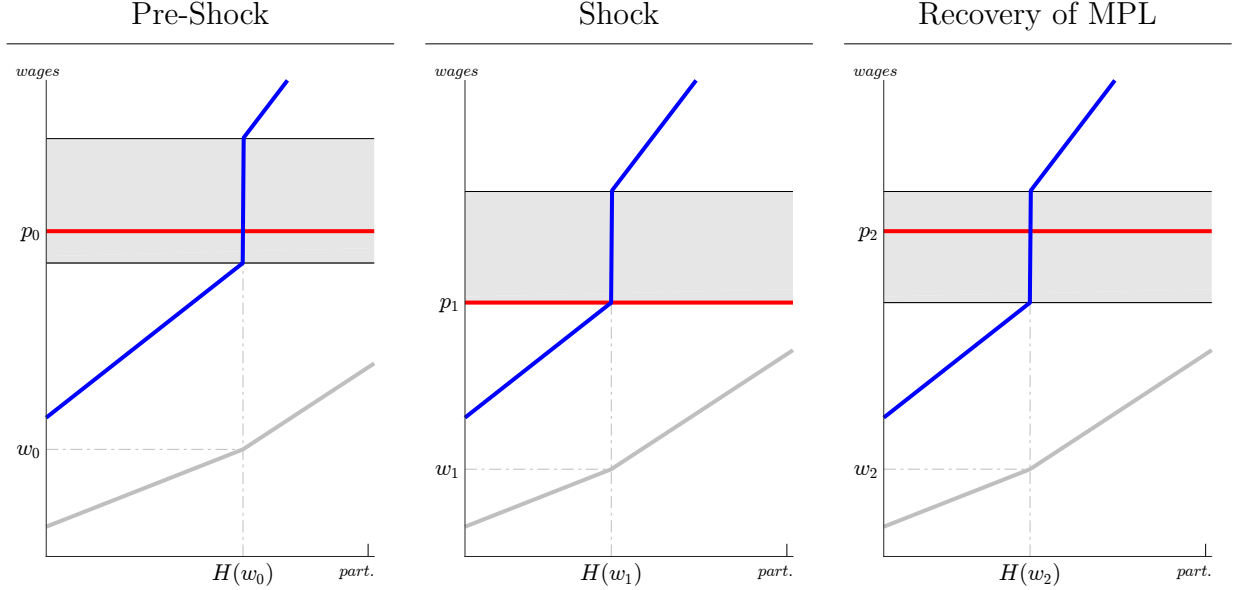 Pre-Shock
wages
p₀
w₀
H(w₀)
part.
Shock
wages
p₁
w₁
H(w₁)
part.
Recovery of MPL
wages
p₂
w₂
H(w₂)
part.